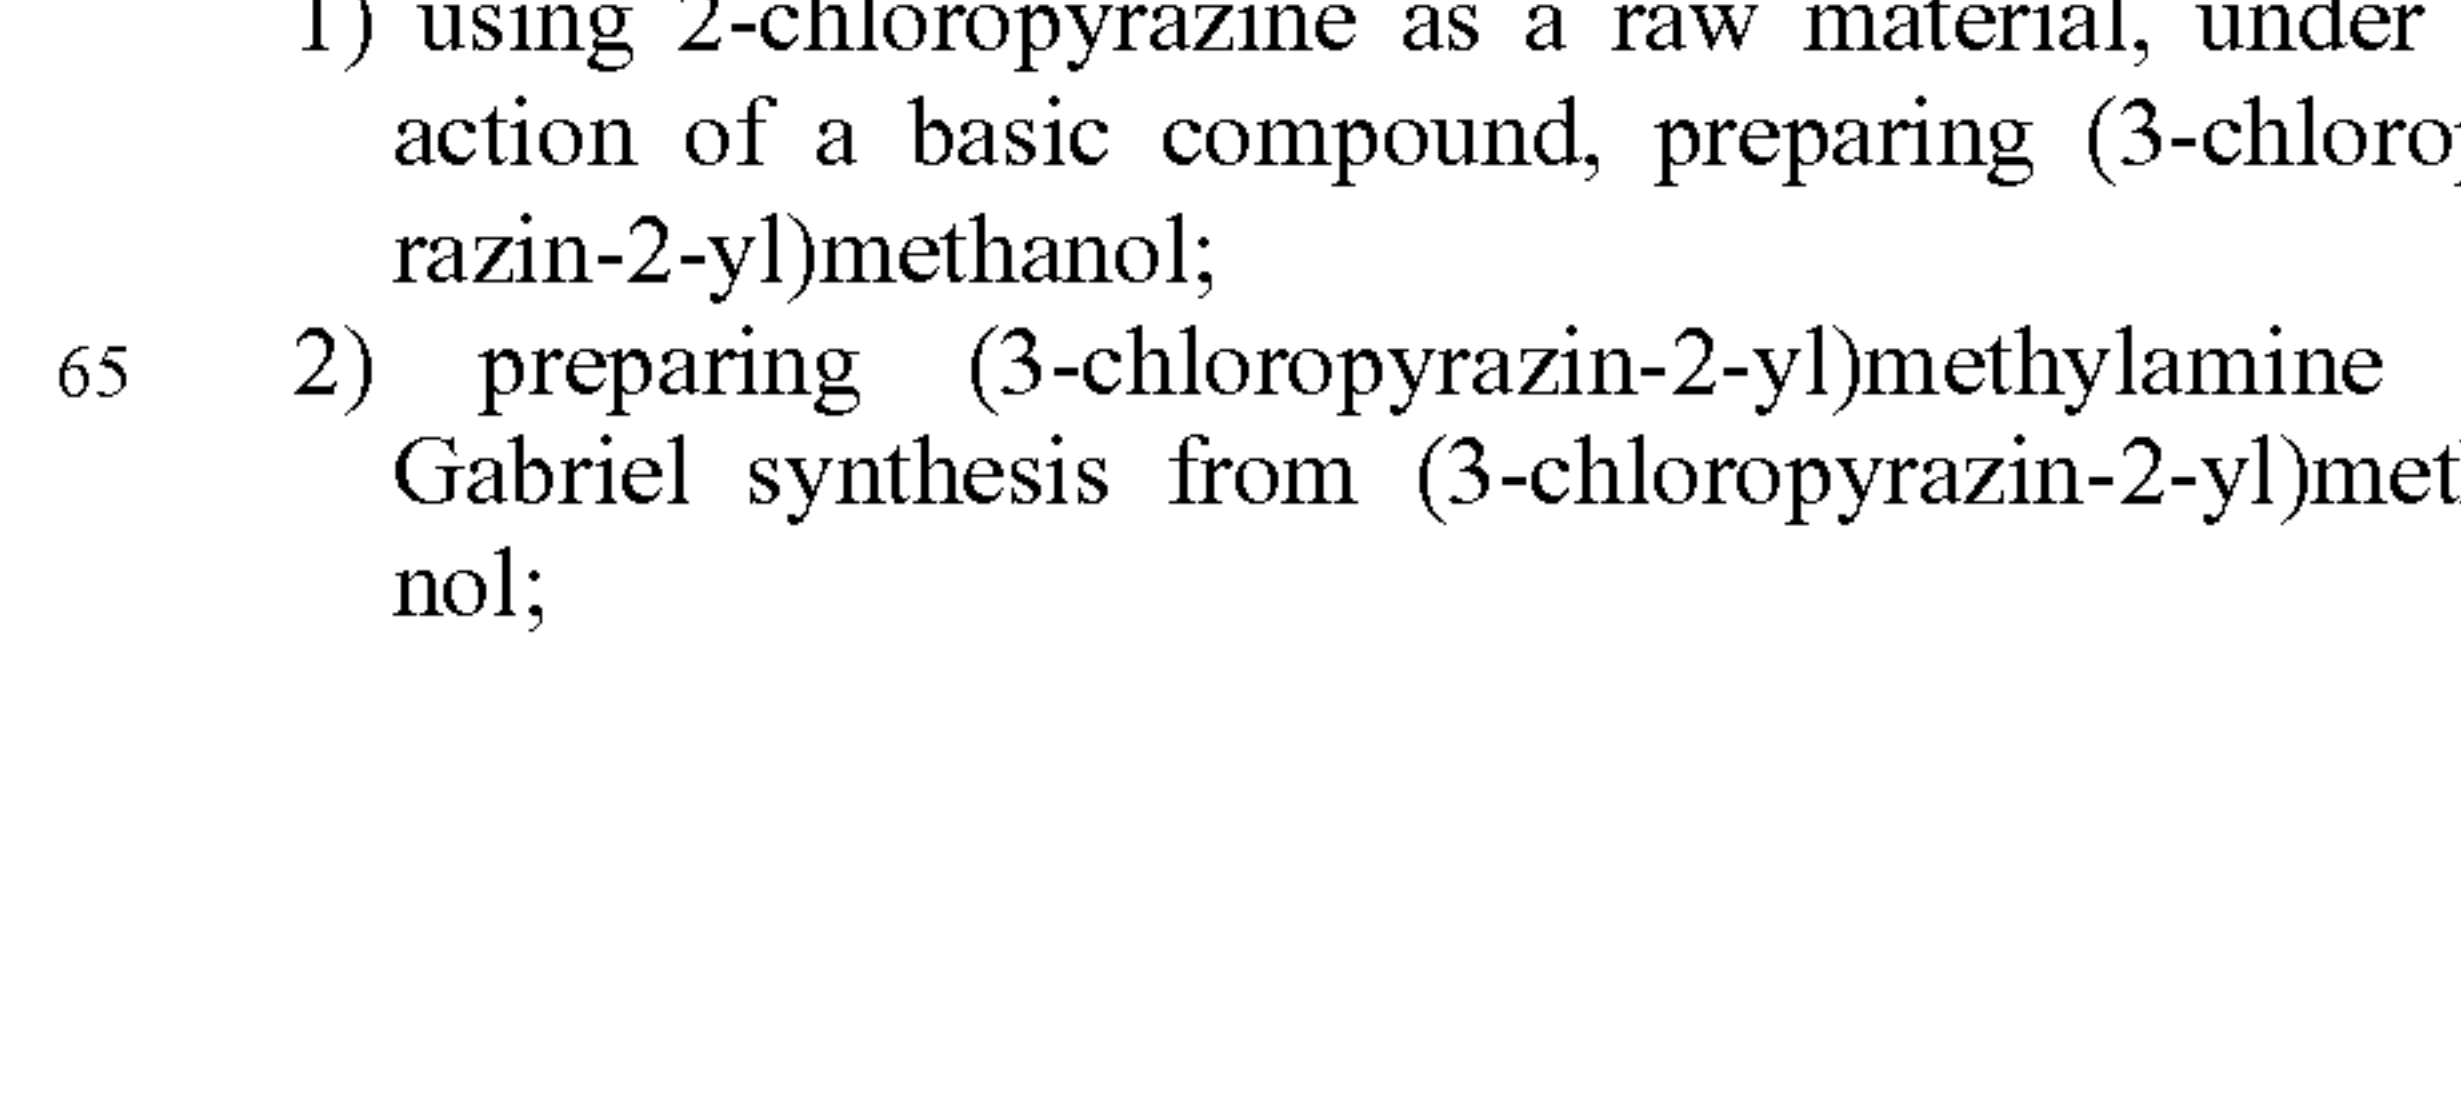 1) using 2-chloropyrazine as a raw material, under
action of a basic compound, preparing (3-chlorop
razin-2-yl)methanol;
65 2) preparing (3-chloropyrazin-2-yl)methylamine
Gabriel synthesis from (3-chloropyrazin-2-yl)met
nol;